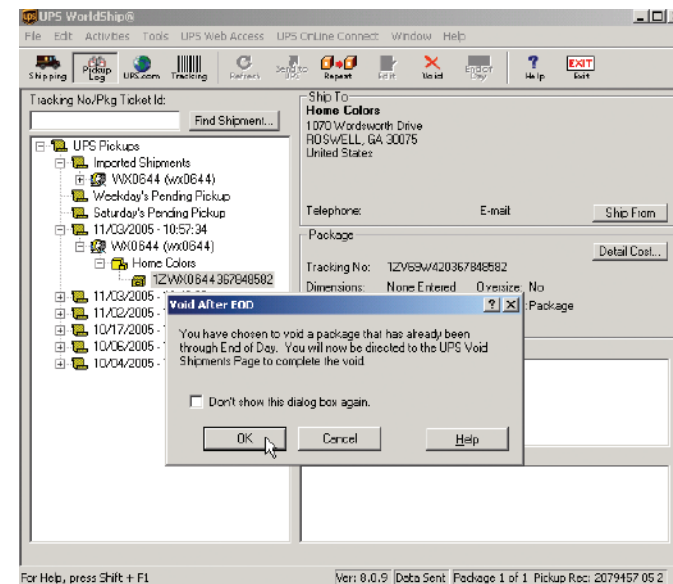 UPS WorldShip®
File Edit Activities Tools UPS Web Access UPS OnLine Connect Window Help
Shipping Pickup Log UPS.com Tracking Refresh Send to UPS Repeat Edit Void End of Day Help Exit
EXIT
Tracking No/Pkg Ticket Id:
Find Shipment...
UPS Pickups
Imported Shipments
WX0644 (wx0644)
Weekday's Pending Pickup
Saturday's Pending Pickup
11/03/2005 - 10:57:34
WX0644 (wx0644)
Home Colors
1ZWX0644367848582
11/03/2005 -
11/02/2005 -
10/17/2005 -
10/06/2005 -
10/04/2005 -
Ship To
Home Colors
1070 Wordsworth Drive
ROSWELL, GA 30075
United States
Telephone: E-mail:
Ship From
Package
Detail Cost...
Tracking No: 1ZV69W420367848582
Dimensions: None Entered Oversize: No
: Package
Void After EOD
You have chosen to void a package that has already been
through End of Day. You will now be directed to the UPS Void
Shipments Page to complete the void
Don't show this dialog box again.
OK Cancel Help
For Help, press Shift + F1
Ver: 8.0.9 Data Sent Package 1 of 1 Pickup Rec: 2079457 05 2